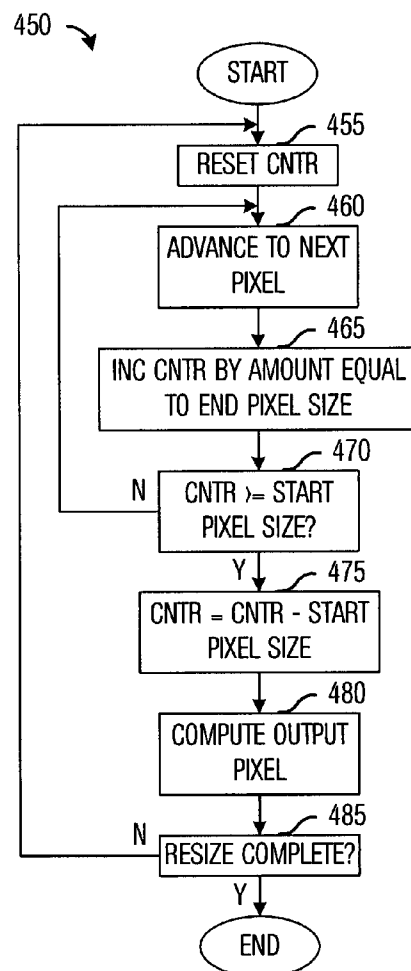 450
START
455
RESET CNTR
460
ADVANCE TO NEXT
PIXEL
465
INC CNTR BY AMOUNT EQUAL
TO END PIXEL SIZE
470
N
CNTR >= START
PIXEL SIZE?
Y
475
CNTR = CNTR - START
PIXEL SIZE
480
COMPUTE OUTPUT
PIXEL
485
N
RESIZE COMPLETE?
Y
END